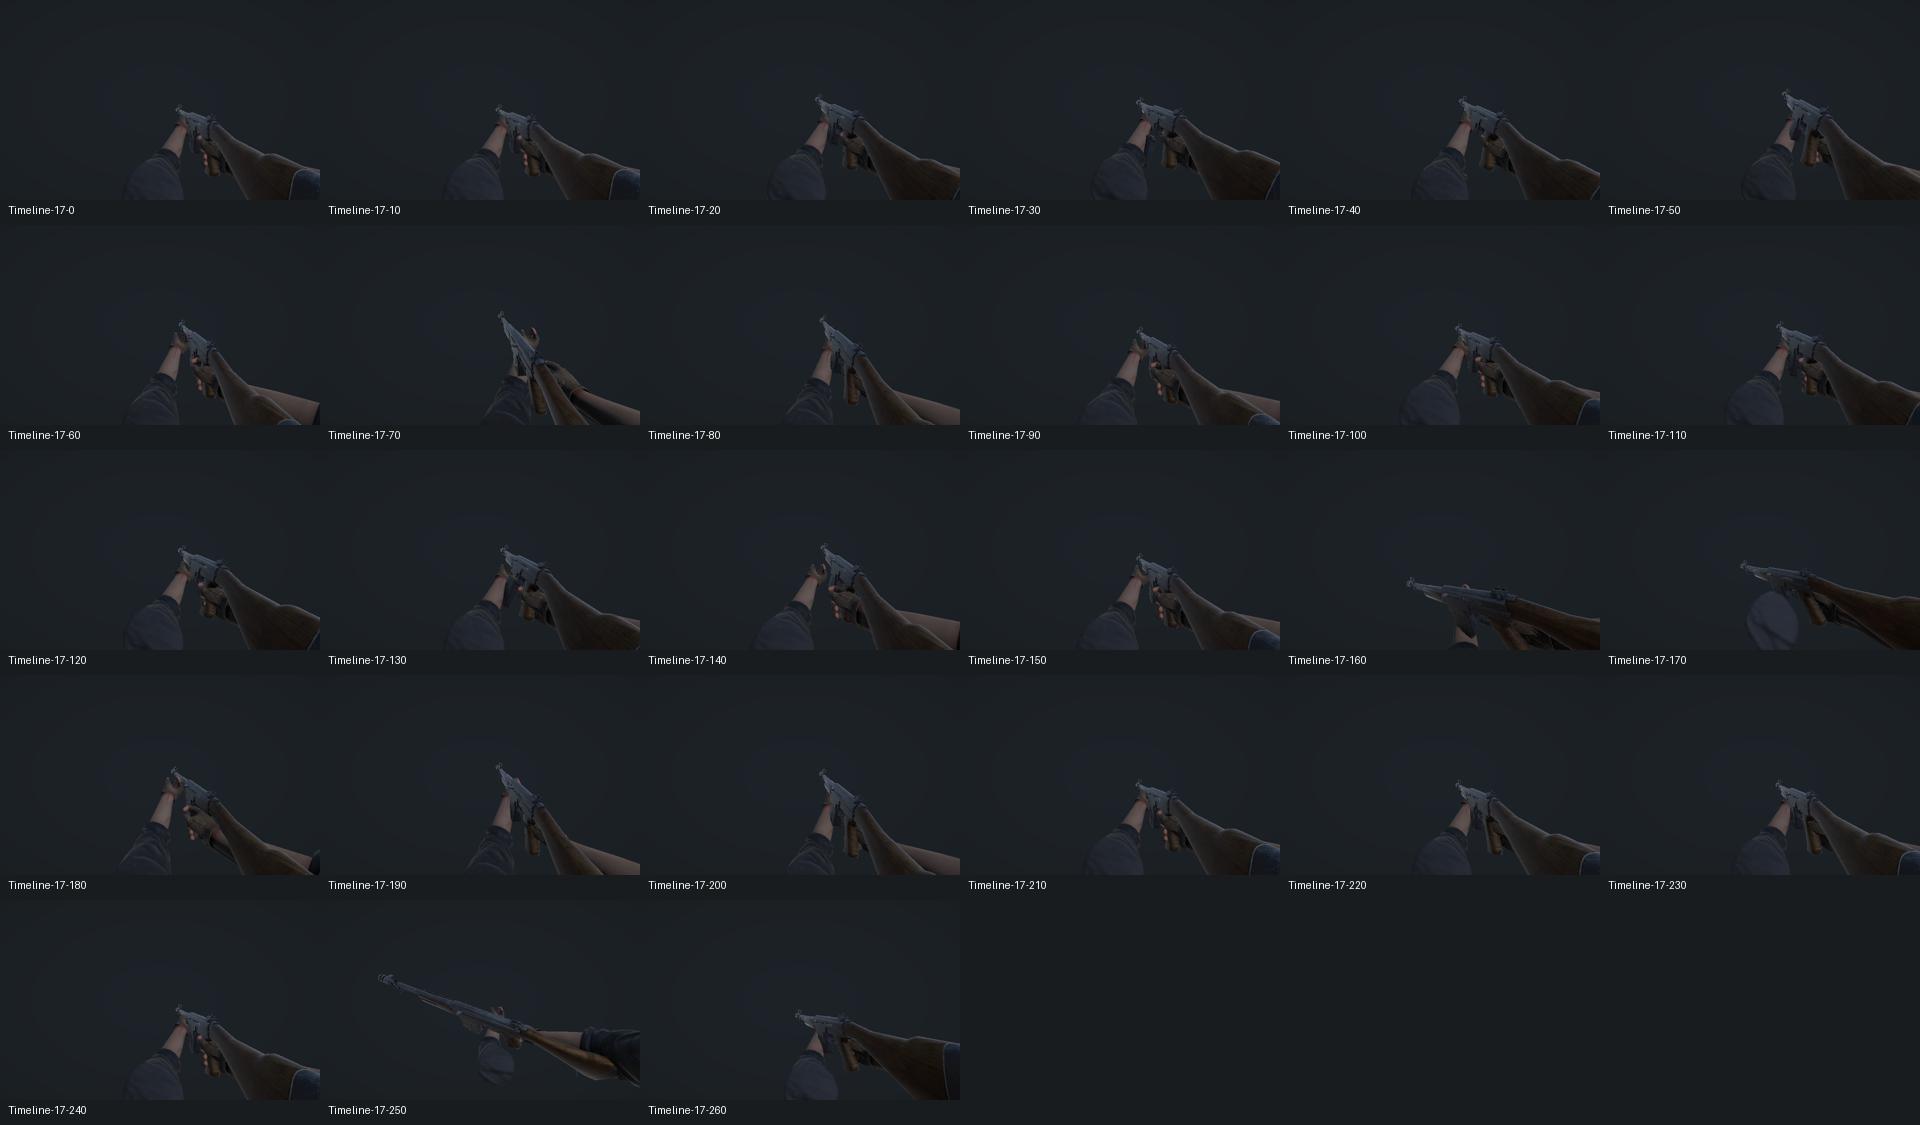 Timeline-17-0
Timeline-17-10
Timeline-17-20
Timeline-17-30
Timeline-17-40
Timeline-17-50
Timeline-17-60
Timeline-17-70
Timeline-17-80
Timeline-17-90
Timeline-17-100
Timeline-17-110
Timeline-17-120
Timeline-17-130
Timeline-17-140
Timeline-17-150
Timeline-17-160
Timeline-17-170
Timeline-17-180
Timeline-17-190
Timeline-17-200
Timeline-17-210
Timeline-17-220
Timeline-17-230
Timeline-17-240
Timeline-17-250
Timeline-17-260